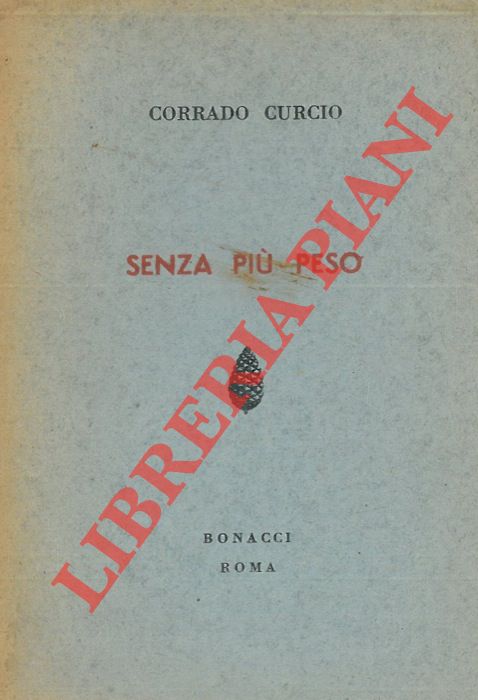 CORRADO CURCIO
SENZA PIÙ PESO
LIBRERIA PIANI
BONACCI
ROMA